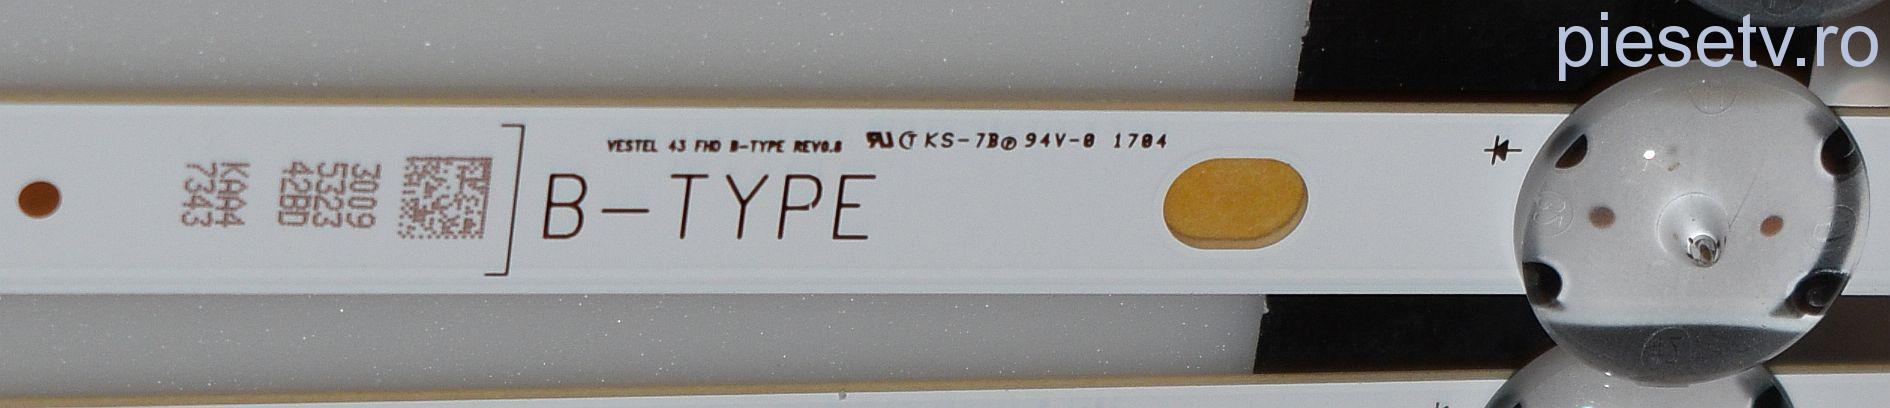 piesetv.ro
VESTEL 43 FHD B-TYPE REV0.8
KS-7B 94V-0 1704
B-TYPE
3009
5323
42BD
KAA4
7343